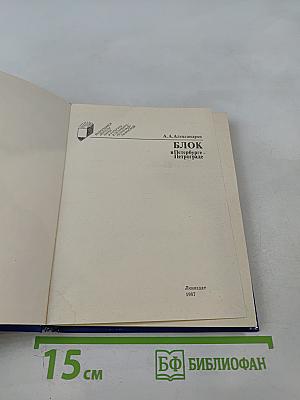 А. А. Александров
БЛОК
в Петербурге -
Петрограде
Лениздат
1987
15 см
БФ БИБЛИОФАН